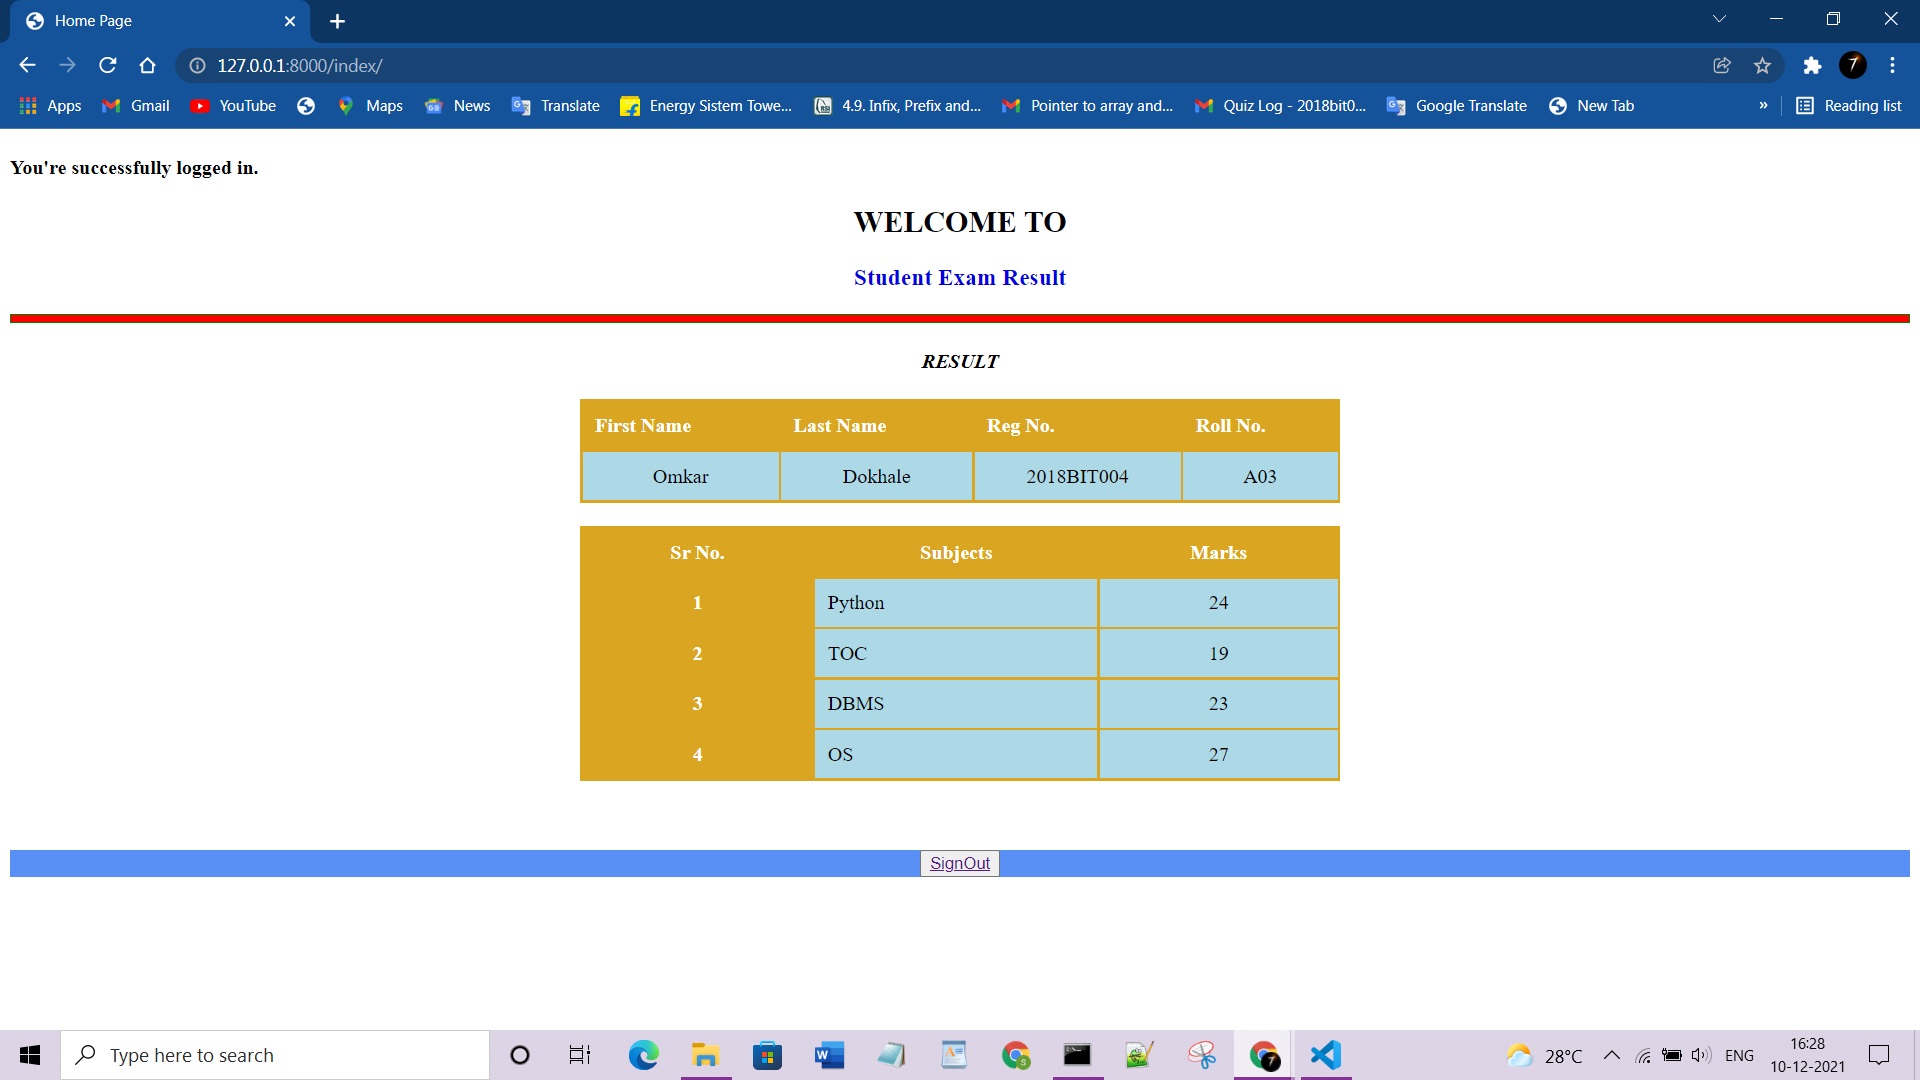 Home Page
127.0.0.1:8000/index/
Apps Gmail YouTube Maps News Translate Energy Sistem Towe... 4.9. Infix, Prefix and... Pointer to array and... Quiz Log - 2018bit0... Google Translate New Tab » Reading list
You're successfully logged in.
WELCOME TO
Student Exam Result
RESULT
First Name Last Name Reg No. Roll No.
Omkar Dokhale 2018BIT004 A03
Sr No. Subjects Marks
1 Python 24
2 TOC 19
3 DBMS 23
4 OS 27
SignOut
Type here to search 28°C ENG 16:28
10-12-2021